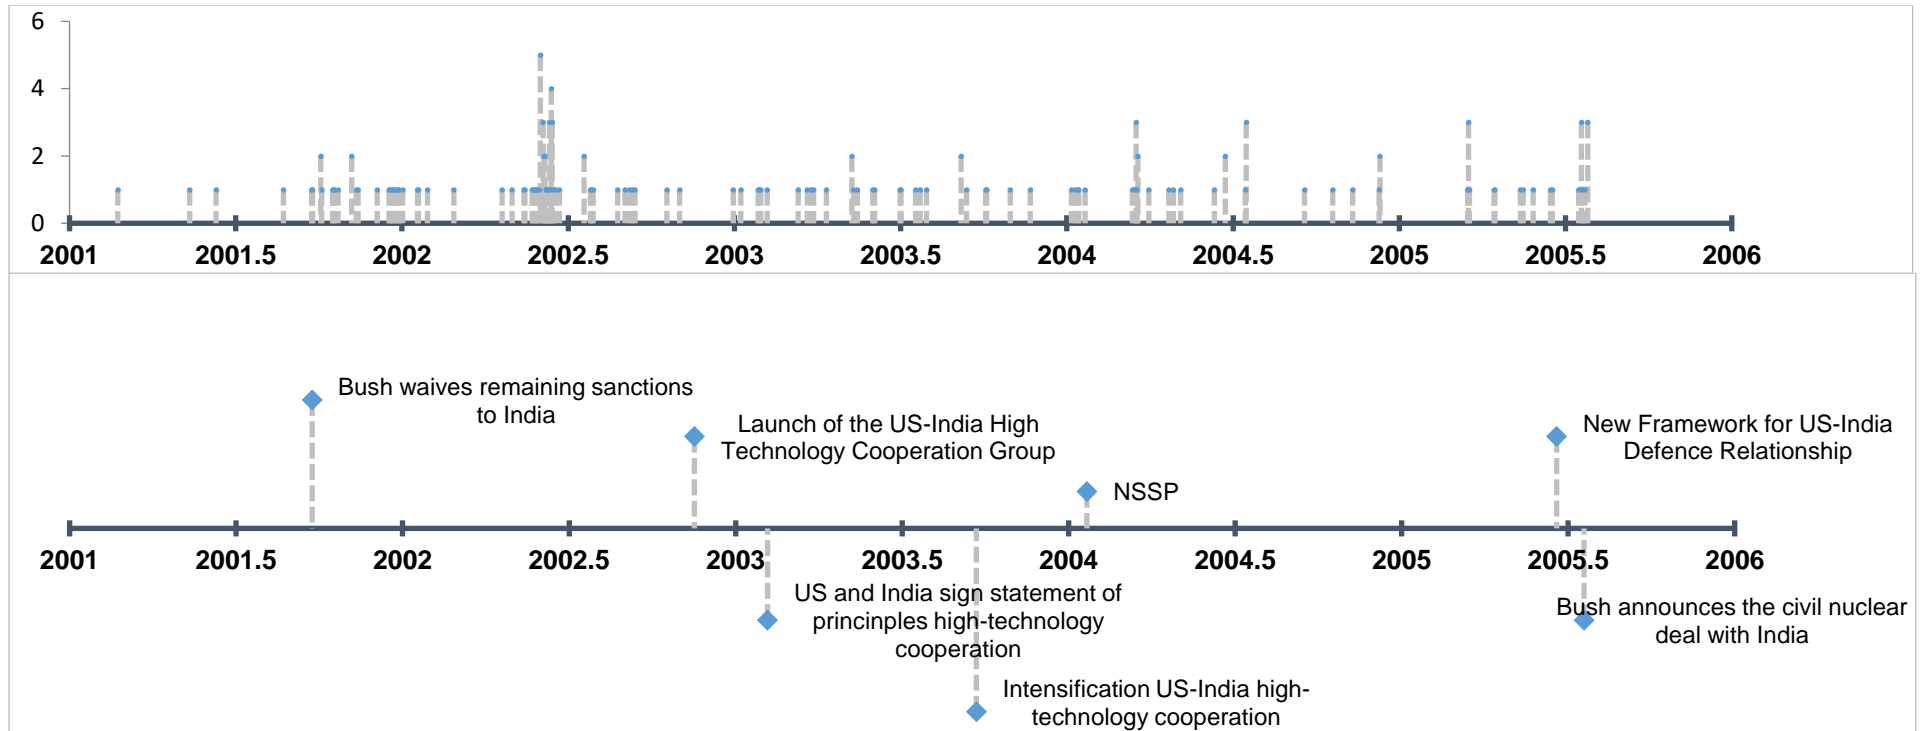 6
4
2
0
2001 2001.5 2002 2002.5 2003 2003.5 2004 2004.5 2005 2005.5 2006
Bush waives remaining sanctions
to India
Launch of the US-India High
Technology Cooperation Group
NSSP
New Framework for US-India
Defence Relationship
2001 2001.5 2002 2002.5 2003 2003.5 2004 2004.5 2005 2005.5 2006
US and India sign statement of
princinples high-technology
cooperation
Bush announces the civil nuclear
deal with India
Intensification US-India high-
technology cooperation